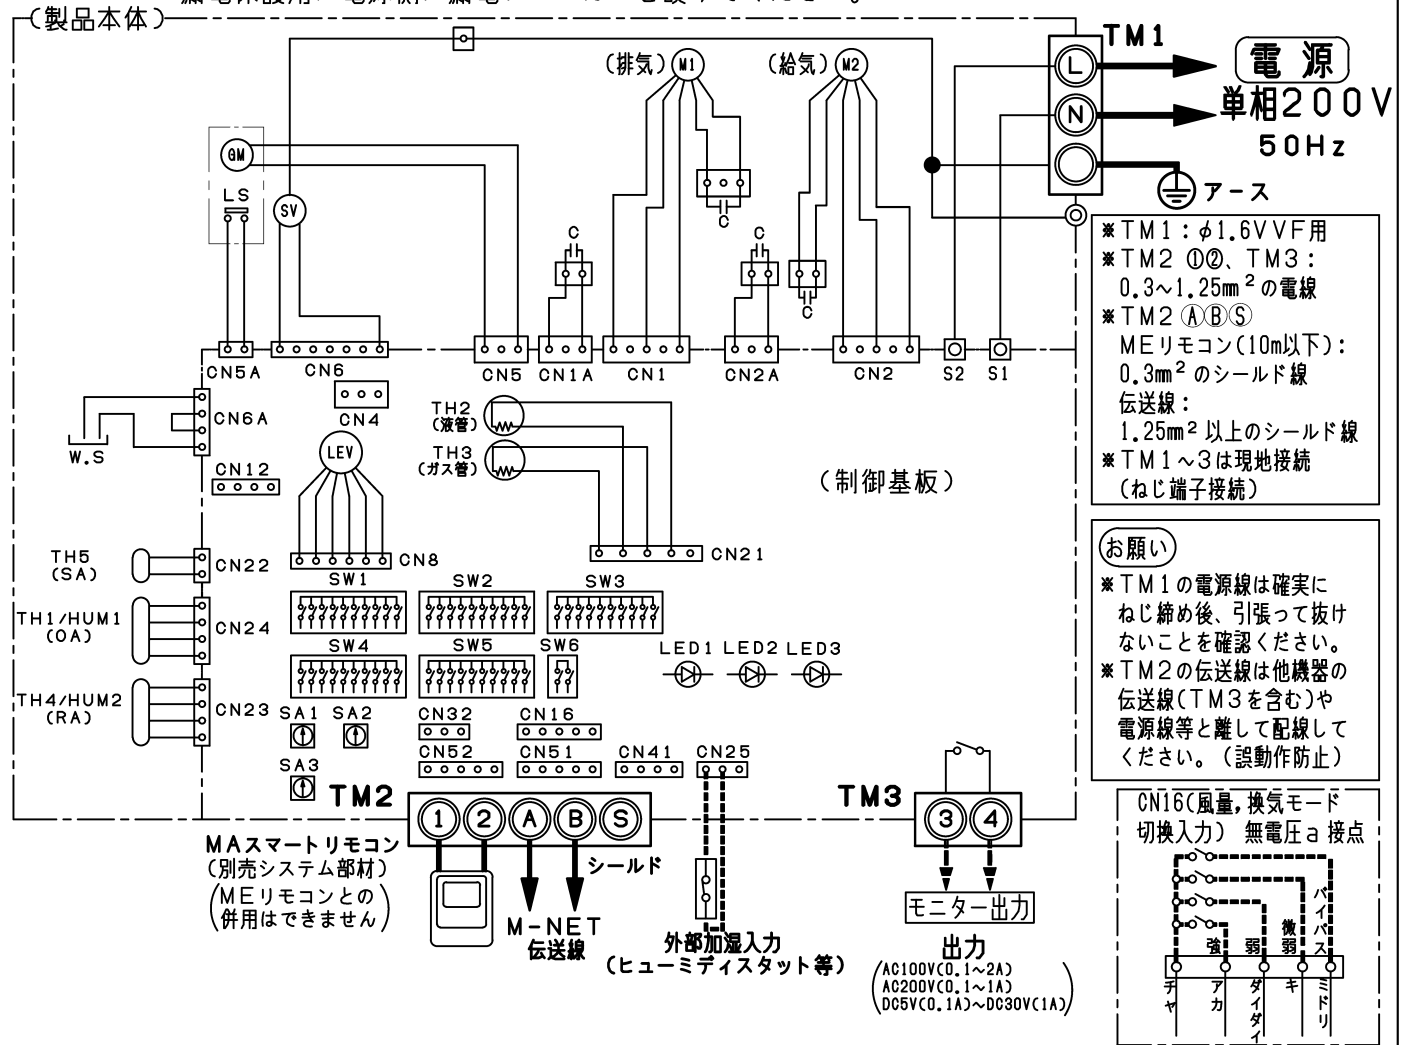 (製品本体)
TM1
(排気) M1
(給気) M2
L
電源
単相200V
50Hz
N
アース
GM
LS
SV
C
C
C
C
※TM1：φ1.6VVF用
※TM2 ①②、TM3：
0.3～1.25mm²の電線
※TM2 ⒶⒷⓈ
MEリモコン(10m以下)：
0.3mm²のシールド線
伝送線：
1.25mm²以上のシールド線
※TM1～3は現地接続
(ねじ端子接続)
CN5A
CN6
CN5
CN1A
CN1
CN2A
CN2
S2
S1
CN6A
CN4
W.S
LEV
TH2
(液管)
TH3
(ガス管)
(制御基板)
CN12
お願い
※TM1の電源線は確実に
ねじ締め後、引張って抜け
ないことを確認ください。
※TM2の伝送線は他機器の
伝送線(TM3を含む)や
電源線等と離して配線して
ください。(誤動作防止)
TH5
(SA)
CN22
CN8
CN21
SW1
SW2
SW3
TH1/HUM1
(OA)
CN24
SW4
SW5
SW6
LED1 LED2 LED3
TH4/HUM2
(RA)
CN23
SA1
SA2
CN32
CN16
SA3
CN52
CN51
CN41
CN25
TM2
1 2 A B S
TM3
3 4
MAスマートリモコン
(別売システム部材)
(MEリモコンとの
併用はできません)
シールド
M-NET
伝送線
外部加湿入力
(ヒューミディスタット等)
モニター出力
出力
(AC100V(0.1～2A)
AC200V(0.1～1A)
DC5V(0.1A)～DC30V(1A))
CN16(風量,換気モード
切換入力) 無電圧a接点
強
弱
微弱
バイパス
チャ
アカ
ダイダイ
キ
ミドリ